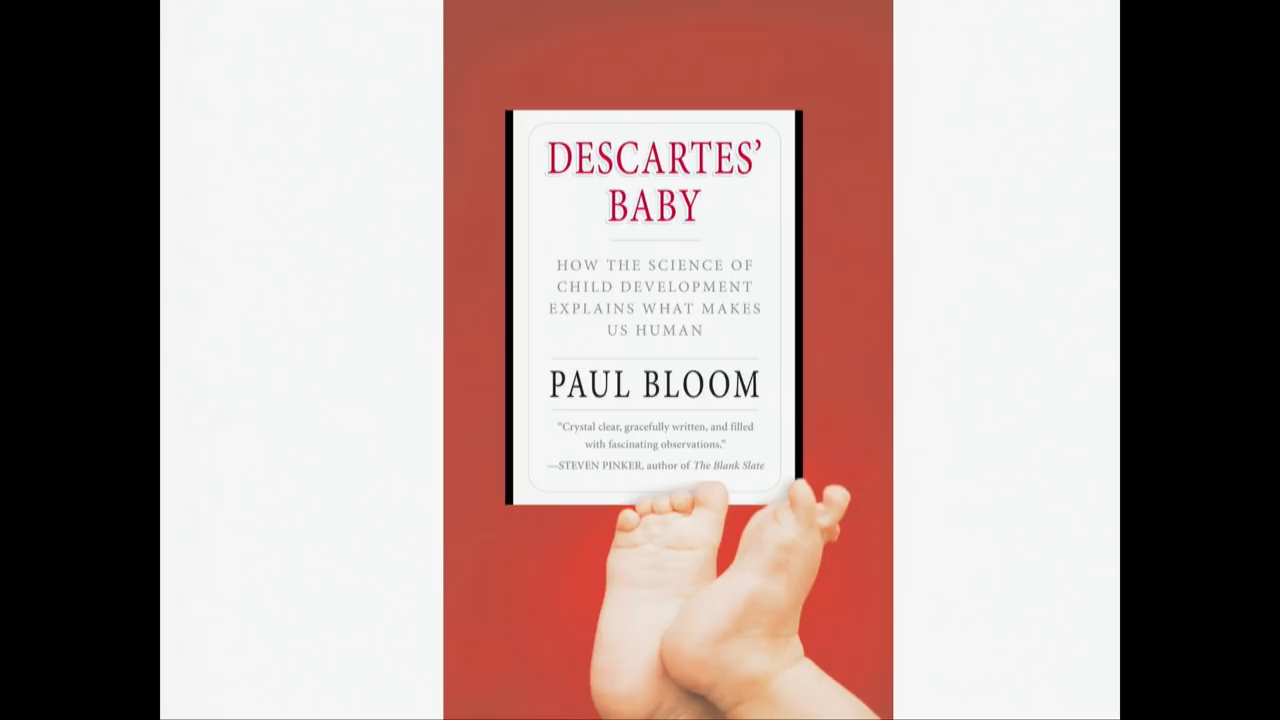 DESCARTES’
BABY
HOW THE SCIENCE OF
CHILD DEVELOPMENT
EXPLAINS WHAT MAKES
US HUMAN
PAUL BLOOM
“Crystal clear, gracefully written, and filled
with fascinating observations.”
—STEVEN PINKER, author of The Blank Slate